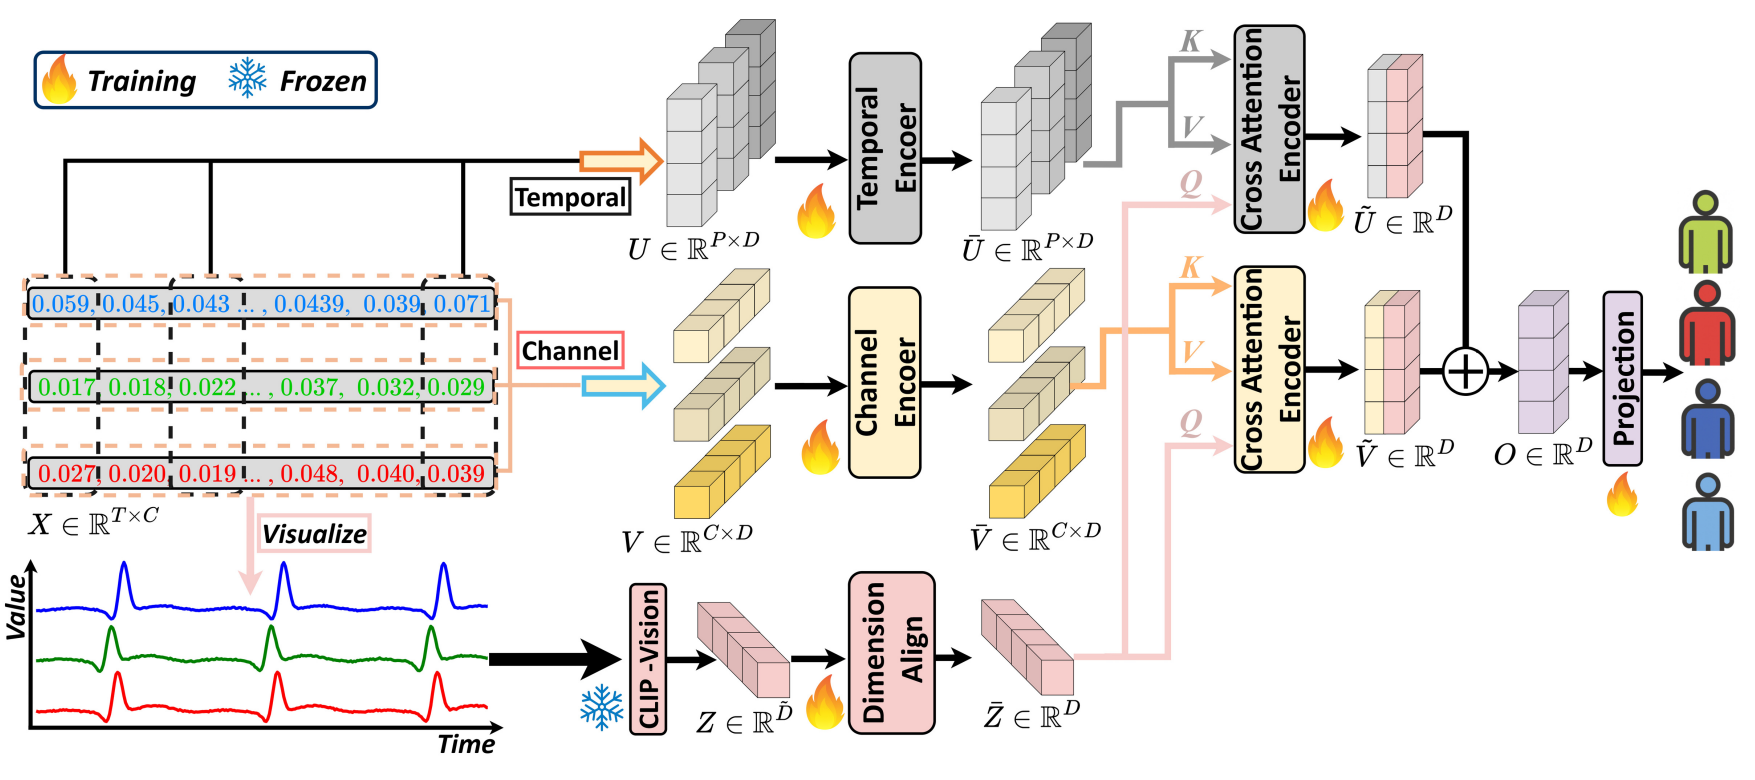 Training
Frozen
Temporal
U ∈ ℝ^{P×D}
Temporal
Encoer
Ū ∈ ℝ^{P×D}
K
V
Q
Cross Attention
Encoder
Ũ ∈ ℝ^D
0.059, 0.045, 0.043 ... , 0.0439, 0.039 0.071
0.017 0.018, 0.022 ... , 0.037, 0.032, 0.029
0.027, 0.020, 0.019 ... , 0.048, 0.040, 0.039
X ∈ ℝ^{T×C}
Channel
V ∈ ℝ^{C×D}
Channel
Encoer
V̄ ∈ ℝ^{C×D}
K
V
Q
Cross Attention
Encoder
Ṽ ∈ ℝ^D
O ∈ ℝ^D
Projection
Visualize
Value
Time
CLIP -Vision
Z ∈ ℝ^{D̃}
Dimension
Align
Z̄ ∈ ℝ^D